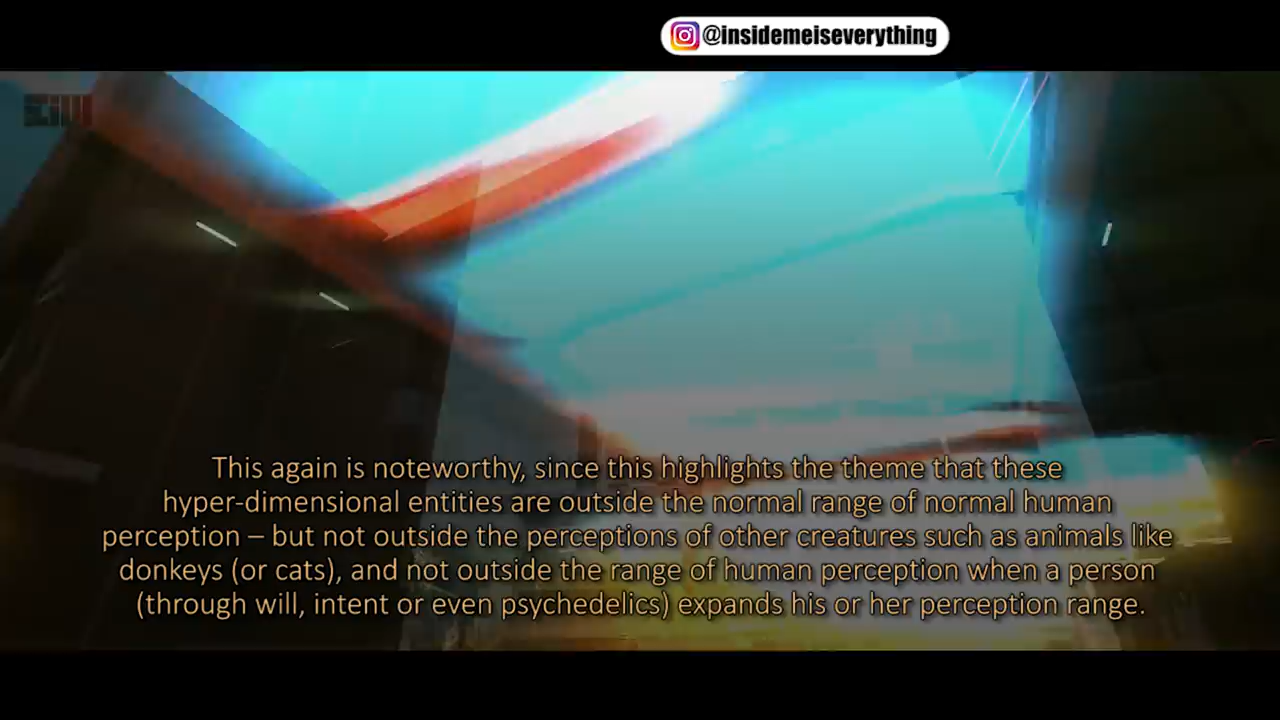 @insidemeiseverything
This again is noteworthy, since this highlights the theme that these
hyper-dimensional entities are outside the normal range of normal human
perception – but not outside the perceptions of other creatures such as animals like
donkeys (or cats), and not outside the range of human perception when a person
(through will, intent or even psychedelics) expands his or her perception range.